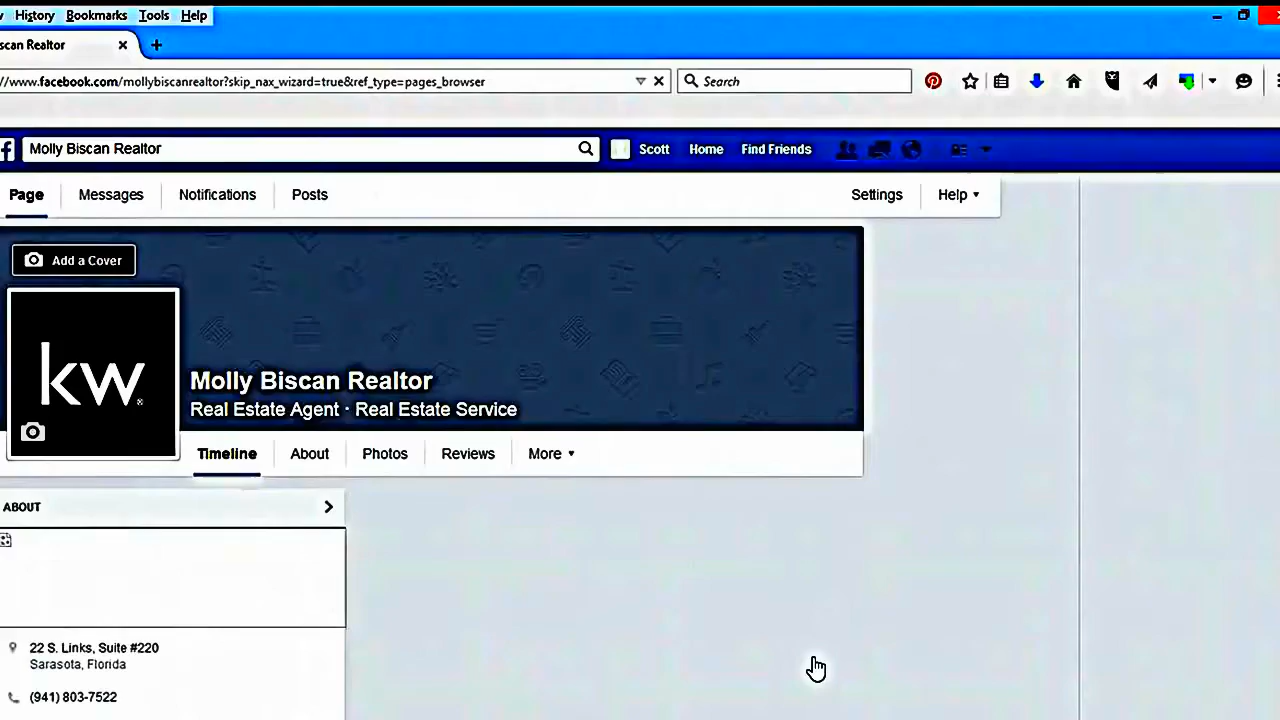 History Bookmarks Tools Help
scan Realtor
//www.facebook.com/mollybiscanrealtor?skip_nax_wizard=true&ref_type=pages_browser
Search
Molly Biscan Realtor
Scott Home Find Friends
Page Messages Notifications Posts Settings Help
Add a Cover
kw
Molly Biscan Realtor
Real Estate Agent · Real Estate Service
Timeline About Photos Reviews More
ABOUT
22 S. Links, Suite #220
Sarasota, Florida
(941) 803-7522